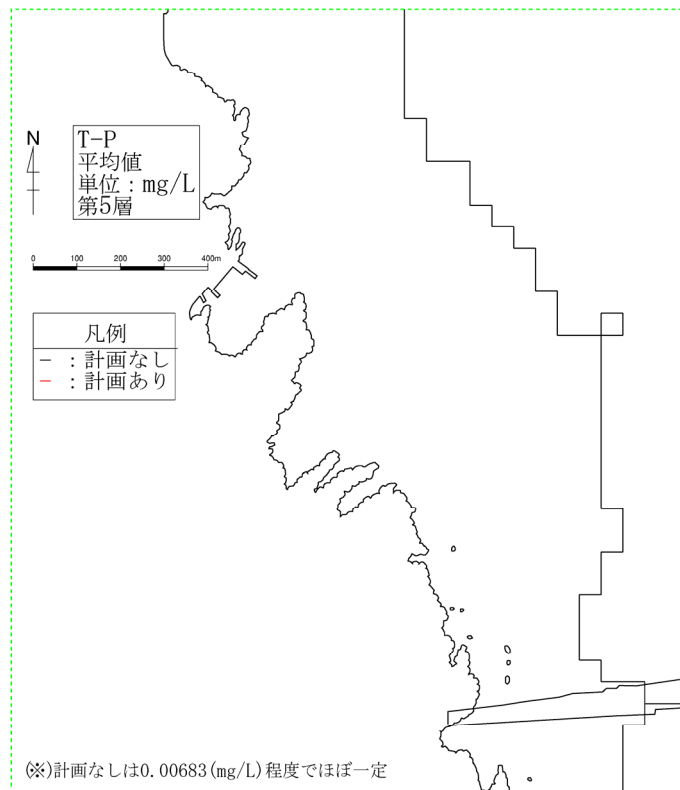 N
T-P
平均値
単位：mg/L
第5層
0 100 200 300 400m
凡例
- ：計画なし
- ：計画あり
(※)計画なしは0.00683(mg/L)程度でほぼ一定